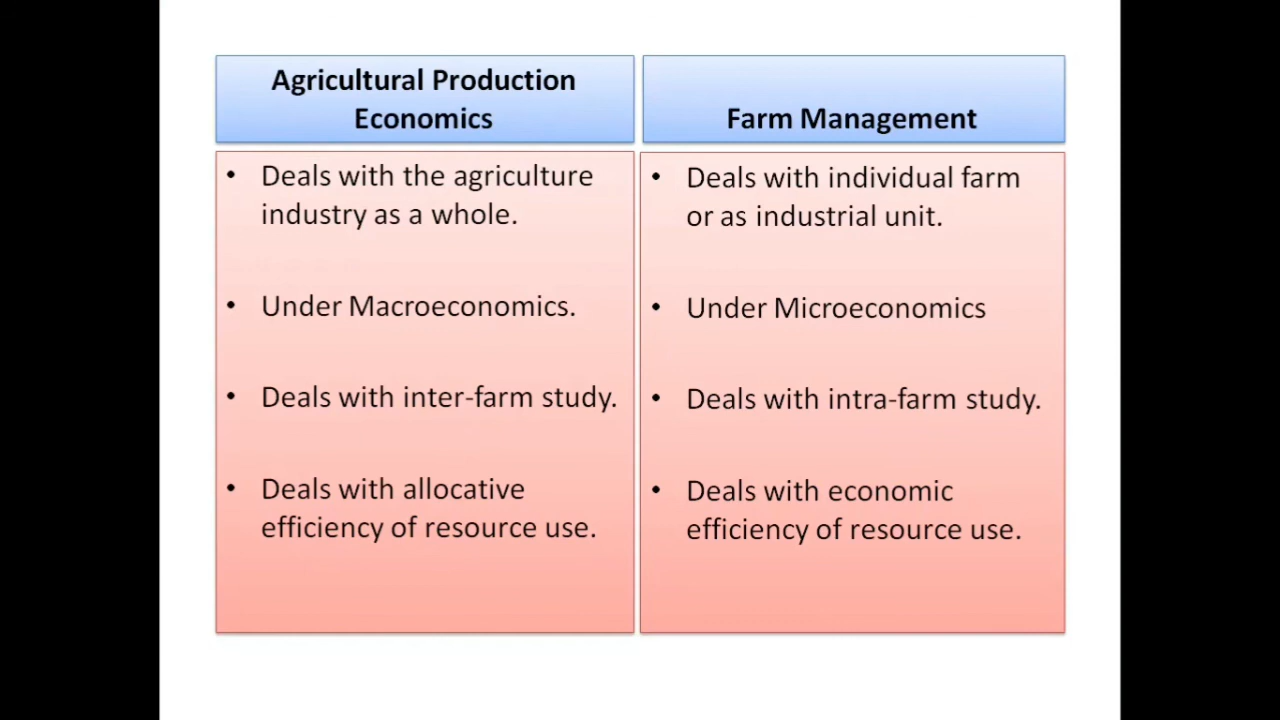 Agricultural Production
Economics
• Deals with the agriculture
industry as a whole.
• Under Macroeconomics.
• Deals with inter-farm study.
• Deals with allocative
efficiency of resource use.
Farm Management
• Deals with individual farm
or as industrial unit.
• Under Microeconomics
• Deals with intra-farm study.
• Deals with economic
efficiency of resource use.